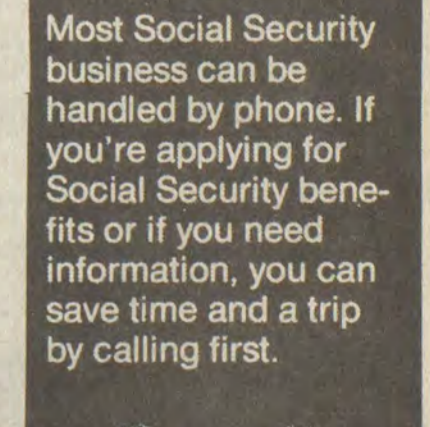 Most Social Security
business can be
handled by phone. If
you're applying for
Social Security bene-
fits or if you need
information, you can
save time and a trip
by calling first.